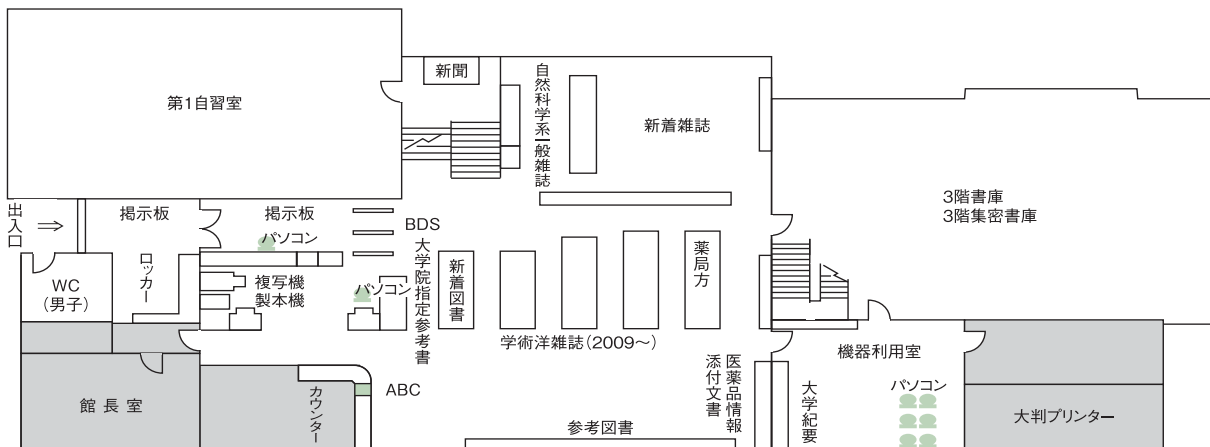 第1自習室
新聞
自然科学系一般雑誌
新着雑誌
3階書庫
3階集密書庫
出入口
掲示板
掲示板
パソコン
BDS
WC
(男子)
ロッカー
複写機
製本機
パソコン
大学院指定参考書
新着図書
薬局方
学術洋雑誌(2009～)
機器利用室
館長室
カウンター
ABC
医薬品情報
添付文書
大学紀要
パソコン
大判プリンター
参考図書